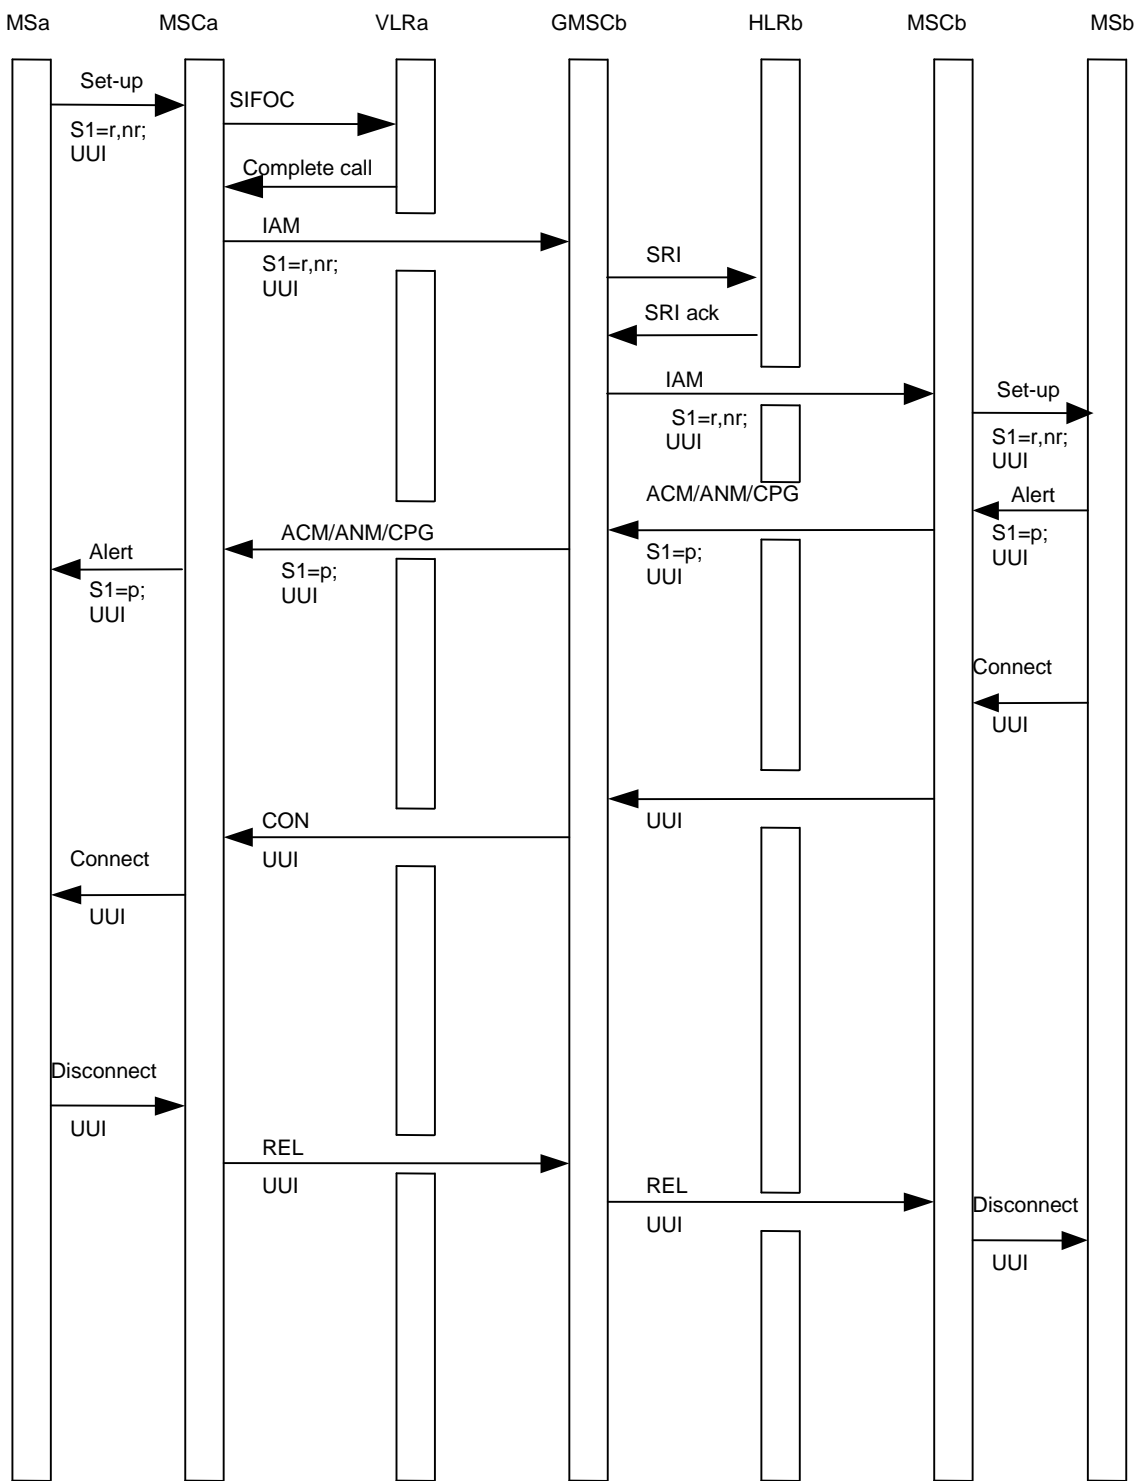 MSa MSCa VLRa GMSCb HLRb MSCb MSb
Set-up
S1=r,nr;
UUI
SIFOC
Complete call
IAM
S1=r,nr;
UUI
SRI
SRI ack
IAM
S1=r,nr;
UUI
Set-up
S1=r,nr;
UUI
Alert
S1=p;
UUI
ACM/ANM/CPG
S1=p;
UUI
ACM/ANM/CPG
S1=p;
UUI
Alert
S1=p;
UUI
Connect
UUI
UUI
CON
UUI
Connect
UUI
Disconnect
UUI
REL
UUI
REL
UUI
Disconnect
UUI